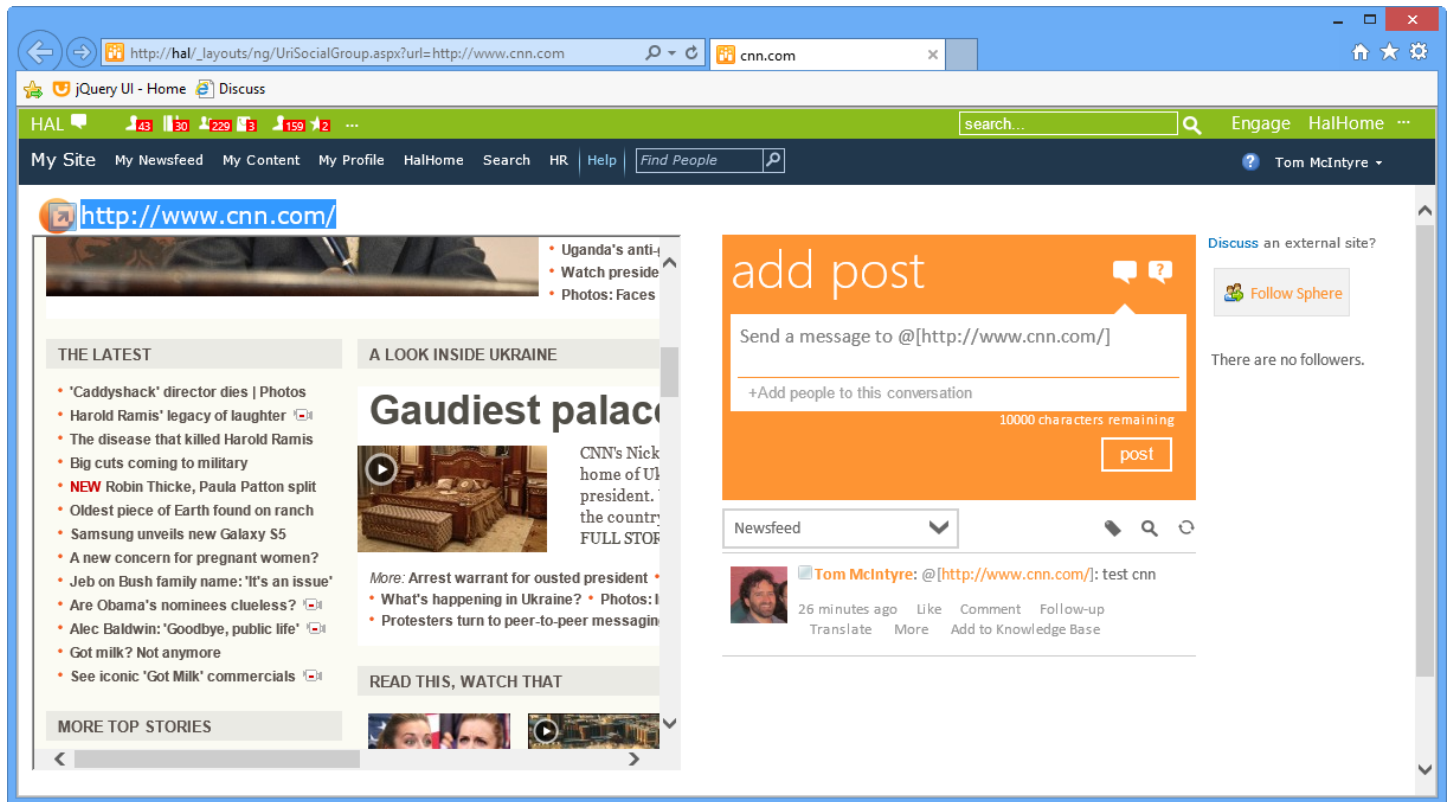 http://hal/_layouts/ng/UriSocialGroup.aspx?url=http://www.cnn.com
cnn.com
jQuery UI - Home
Discuss
HAL
43
30
229
3
159
2
...
search...
Engage
HalHome
...
My Site
My Newsfeed
My Content
My Profile
HalHome
Search
HR
Help
Find People
?
Tom McIntyre
http://www.cnn.com/
• Uganda's anti-
• Watch preside
• Photos: Faces
THE LATEST
• 'Caddyshack' director dies | Photos
• Harold Ramis' legacy of laughter
• The disease that killed Harold Ramis
• Big cuts coming to military
• NEW Robin Thicke, Paula Patton split
• Oldest piece of Earth found on ranch
• Samsung unveils new Galaxy S5
• A new concern for pregnant women?
• Jeb on Bush family name: 'It's an issue'
• Are Obama's nominees clueless?
• Alec Baldwin: 'Goodbye, public life'
• Got milk? Not anymore
• See iconic 'Got Milk' commercials
MORE TOP STORIES
A LOOK INSIDE UKRAINE
Gaudiest palac
CNN's Nick
home of Uk
president.
the country
FULL STOR
More: Arrest warrant for ousted president •
• What's happening in Ukraine? • Photos: I
• Protesters turn to peer-to-peer messagin
READ THIS, WATCH THAT
add post
?
Send a message to @[http://www.cnn.com/]
+Add people to this conversation
10000 characters remaining
post
Newsfeed
Tom McIntyre: @[http://www.cnn.com/]: test cnn
26 minutes ago Like Comment Follow-up
Translate More Add to Knowledge Base
Discuss an external site?
Follow Sphere
There are no followers.